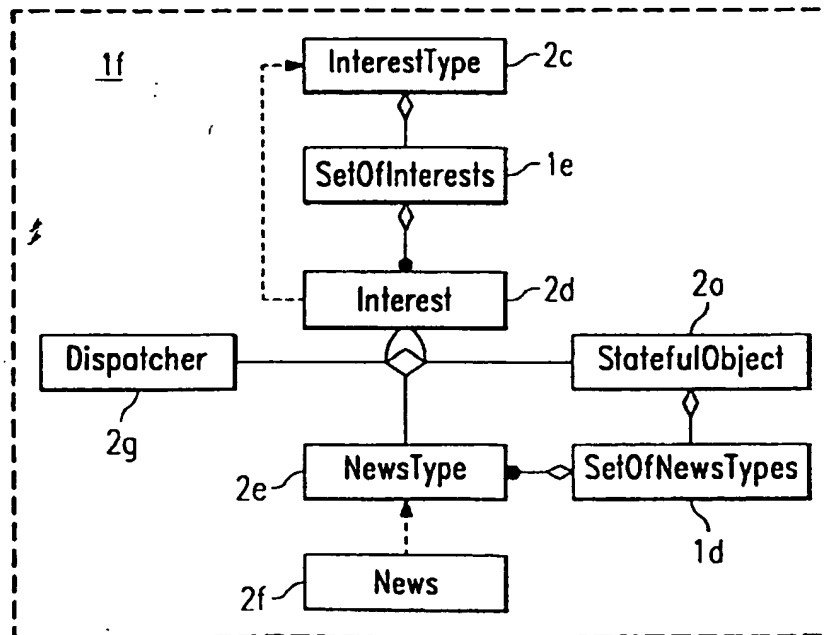 1f
InterestType
2c
SetOfInterests
1e
Interest
2d
2a
Dispatcher
StatefulObject
2g
2e
NewsType
SetOfNewsTypes
1d
2f
News